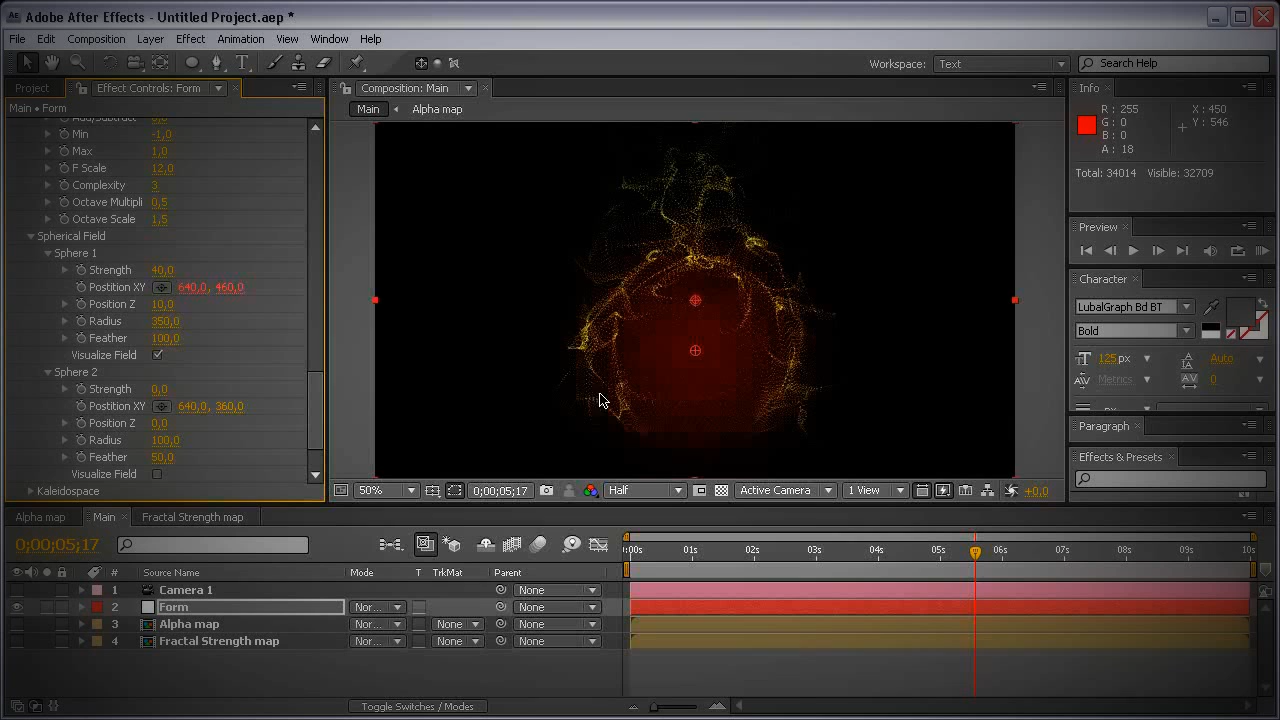 Adobe After Effects - Untitled Project.aep *
File Edit Composition Layer Effect Animation View Window Help
Workspace: Text Search Help
Project Effect Controls: Form
Main • Form
Add/Subtract 0,0
Min -1,0
Max 1,0
F Scale 12,0
Complexity 3
Octave Multipli 0,5
Octave Scale 1,5
Spherical Field
Sphere 1
Strength 40,0
Position XY 640,0, 460,0
Position Z 10,0
Radius 350,0
Feather 100,0
Visualize Field
Sphere 2
Strength 0,0
Position XY 640,0, 360,0
Position Z 0,0
Radius 100,0
Feather 50,0
Visualize Field
Kaleidospace
Composition: Main
Main Alpha map
50% 0;00;05;17 Half Active Camera 1 View +0,0
Info
R : 255 X : 450
G : 0 Y : 546
B : 0
A : 18
Total: 34014 Visible: 32709
Preview
Character
LubalGraph Bd BT
Bold
125 px Auto
Metrics 0
px
Paragraph
Effects & Presets
Alpha map Main Fractal Strength map
0;00;05;17
# Source Name Mode T TrkMat Parent
1 Camera 1 None
2 Form Nor... None
3 Alpha map Nor... None None
4 Fractal Strength map Nor... None None
:00s 01s 02s 03s 04s 05s 06s 07s 08s 09s 10s
Toggle Switches / Modes